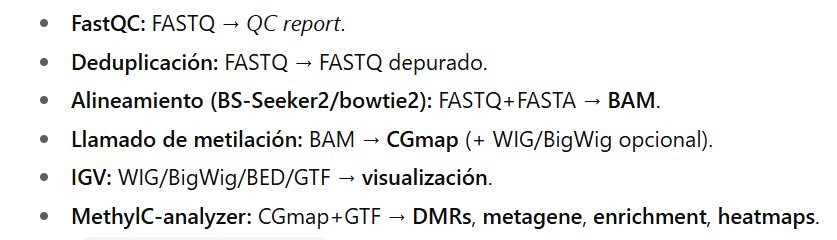 • FastQC: FASTQ → QC report.
• Deduplicación: FASTQ → FASTQ depurado.
• Alineamiento (BS-Seeker2/bowtie2): FASTQ+FASTA → BAM.
• Llamado de metilación: BAM → CGmap (+ WIG/BigWig opcional).
• IGV: WIG/BigWig/BED/GTF → visualización.
• MethylC-analyzer: CGmap+GTF → DMRs, metagene, enrichment, heatmaps.